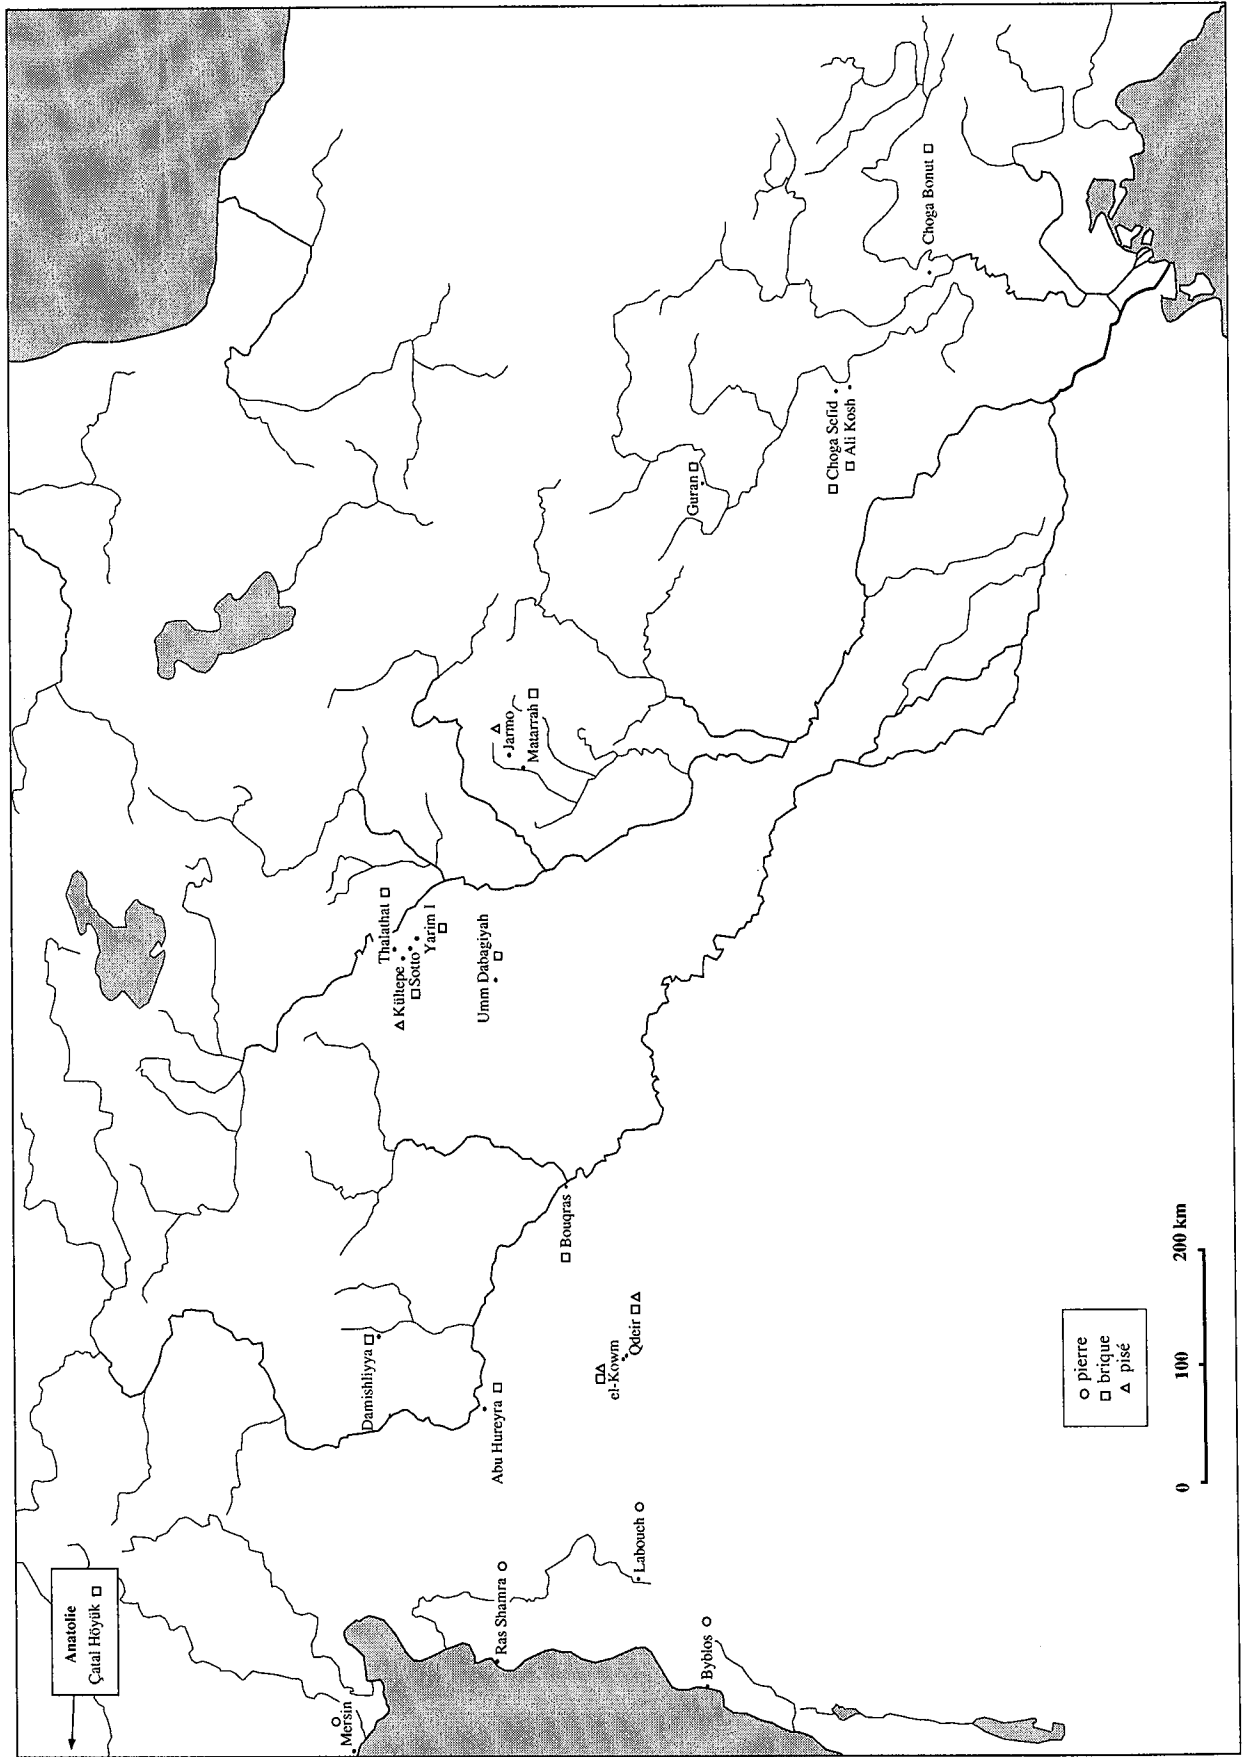 Anatolie
Çatal Höyük □
Mersin ○
Ras Shamra ○
Labouch ○
Byblos ○
Damishliyya □
Abu Hureyra □
□△
el-Kowm
Qdeir □△
□ Bouqras
Thalathat □
△ Kültepe
□ Sotto
Yarim I
□
Umm Dabagiyah □
△
Jarmo
Matarrah □
Guran □
□ Choga Sefid
□ Ali Kosh
Choga Bonut □
○ pierre
□ brique
△ pisé
0 100 200 km